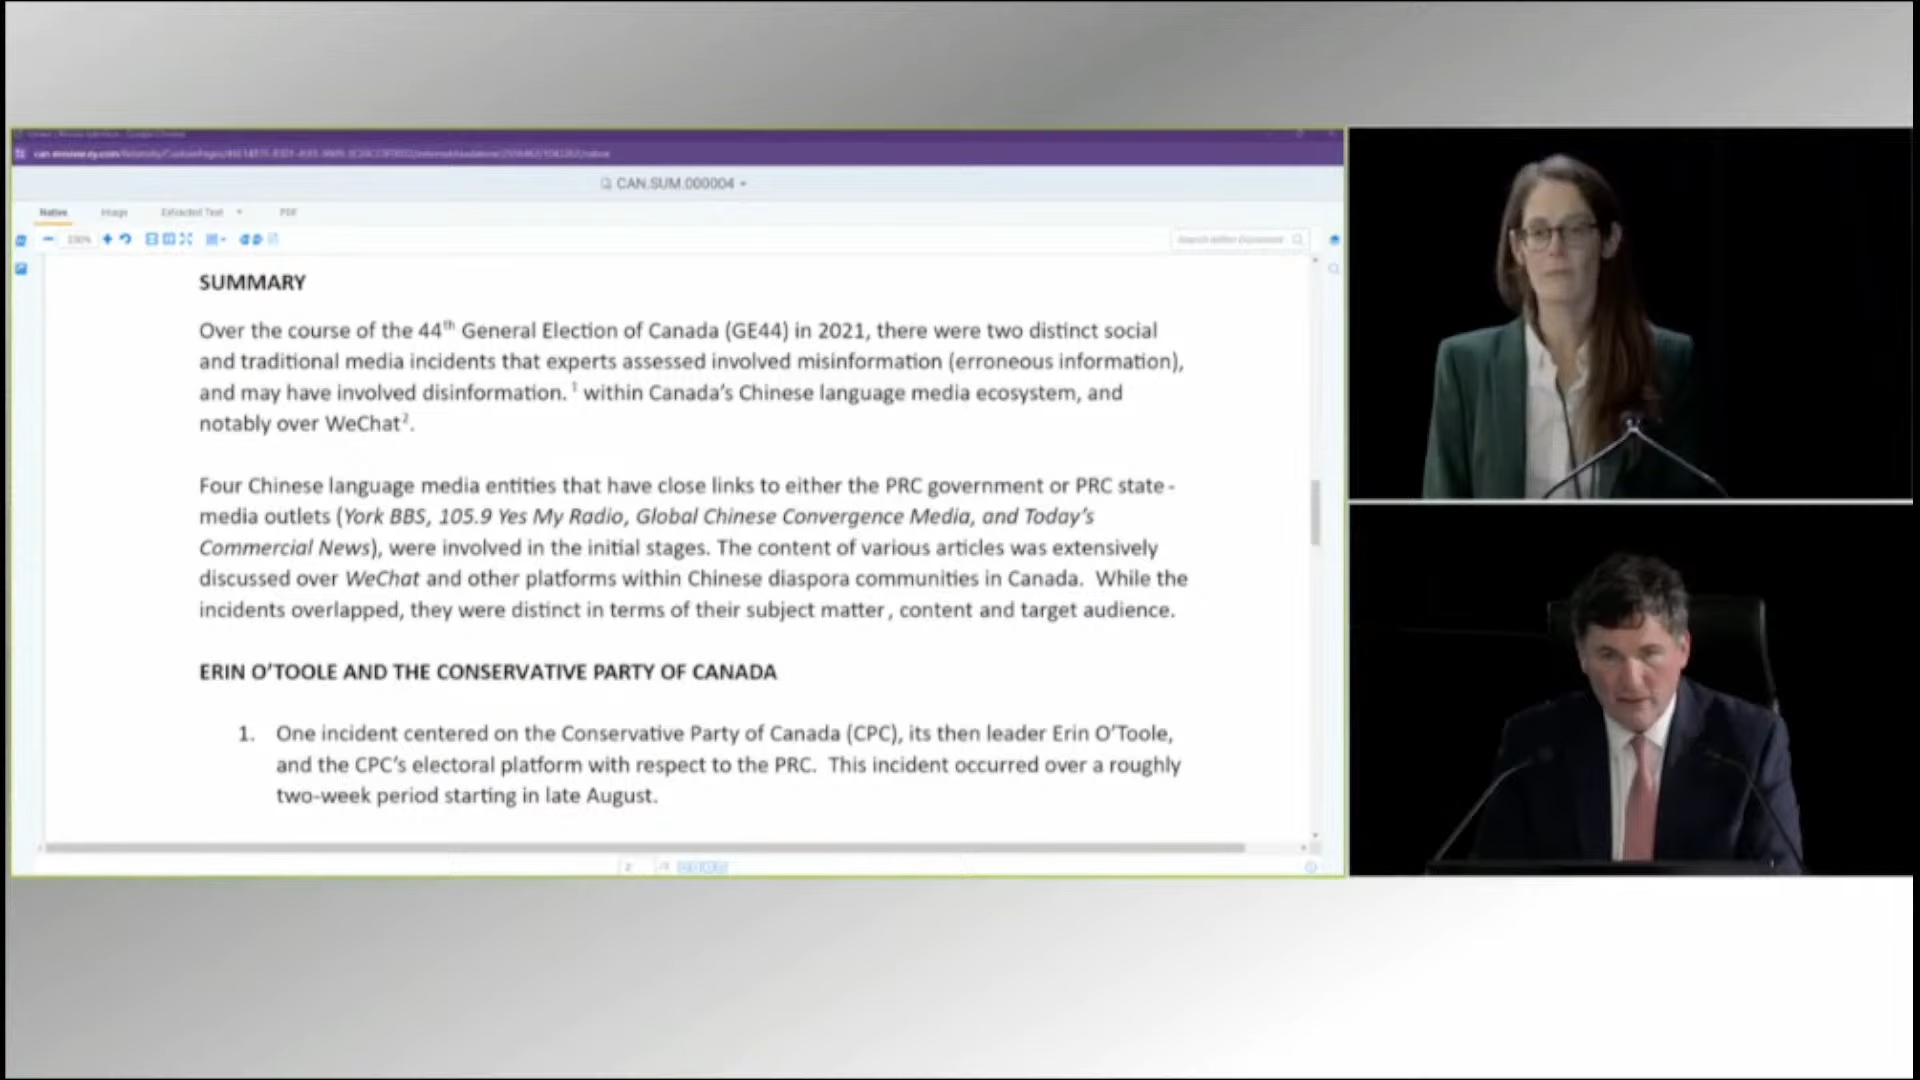 CAN.SUM.000004
Native
Image
Extracted Text
PDF
SUMMARY
Over the course of the 44th General Election of Canada (GE44) in 2021, there were two distinct social
and traditional media incidents that experts assessed involved misinformation (erroneous information),
and may have involved disinformation. 1 within Canada's Chinese language media ecosystem, and
notably over WeChat2.
Four Chinese language media entities that have close links to either the PRC government or PRC state-
media outlets (York BBS, 105.9 Yes My Radio, Global Chinese Convergence Media, and Today's
Commercial News), were involved in the initial stages. The content of various articles was extensively
discussed over WeChat and other platforms within Chinese diaspora communities in Canada. While the
incidents overlapped, they were distinct in terms of their subject matter, content and target audience.
ERIN O'TOOLE AND THE CONSERVATIVE PARTY OF CANADA
1. One incident centered on the Conservative Party of Canada (CPC), its then leader Erin O'Toole,
and the CPC's electoral platform with respect to the PRC. This incident occurred over a roughly
two-week period starting in late August.